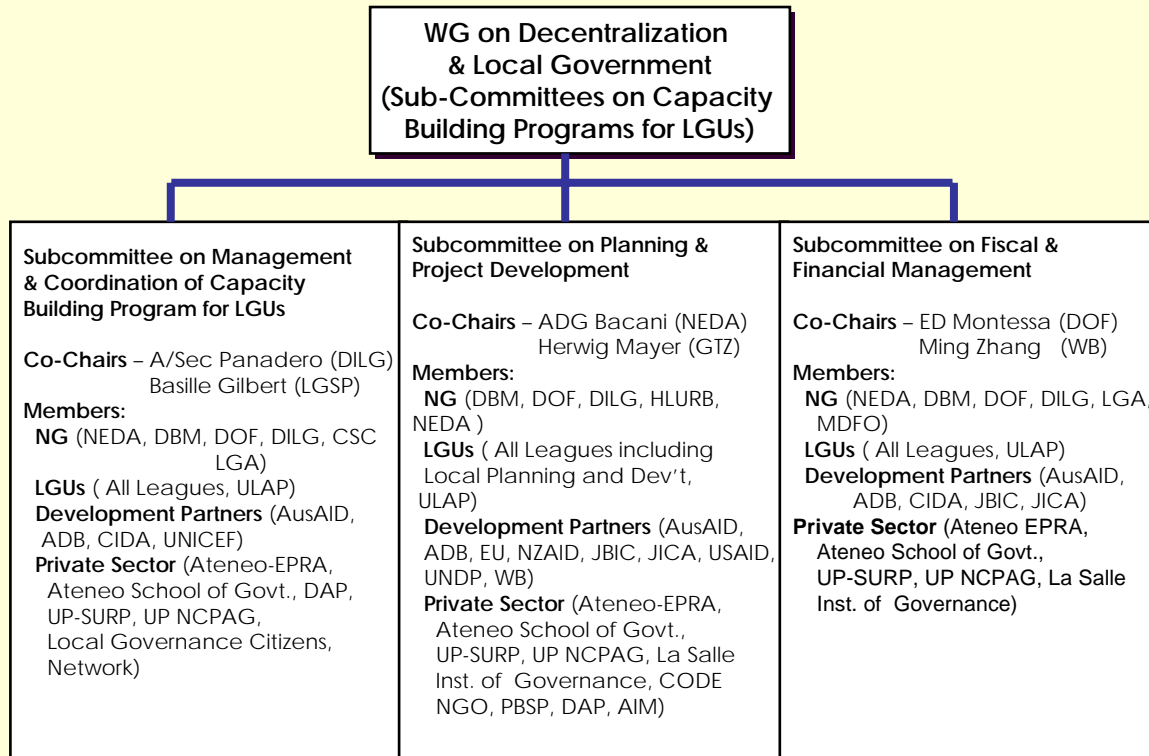 WG on Decentralization
& Local Government
(Sub-Committees on Capacity
Building Programs for LGUs)
Subcommittee on Management
& Coordination of Capacity
Building Program for LGUs
Co-Chairs – A/Sec Panadero (DILG)
Basille Gilbert (LGSP)
Members:
NG (NEDA, DBM, DOF, DILG, CSC
LGA)
LGUs ( All Leagues, ULAP)
Development Partners (AusAID,
ADB, CIDA, UNICEF)
Private Sector (Ateneo-EPRA,
Ateneo School of Govt., DAP,
UP-SURP, UP NCPAG,
Local Governance Citizens,
Network)
Subcommittee on Planning &
Project Development
Co-Chairs – ADG Bacani (NEDA)
Herwig Mayer (GTZ)
Members:
NG (DBM, DOF, DILG, HLURB,
NEDA )
LGUs ( All Leagues including
Local Planning and Dev't,
ULAP)
Development Partners (AusAID,
ADB, EU, NZAID, JBIC, JICA, USAID,
UNDP, WB)
Private Sector (Ateneo-EPRA,
Ateneo School of Govt.,
UP-SURP, UP NCPAG, La Salle
Inst. of Governance, CODE
NGO, PBSP, DAP, AIM)
Subcommittee on Fiscal &
Financial Management
Co-Chairs – ED Montessa (DOF)
Ming Zhang (WB)
Members:
NG (NEDA, DBM, DOF, DILG, LGA,
MDFO)
LGUs ( All Leagues, ULAP)
Development Partners (AusAID,
ADB, CIDA, JBIC, JICA)
Private Sector (Ateneo EPRA,
Ateneo School of Govt.,
UP-SURP, UP NCPAG, La Salle
Inst. of Governance)